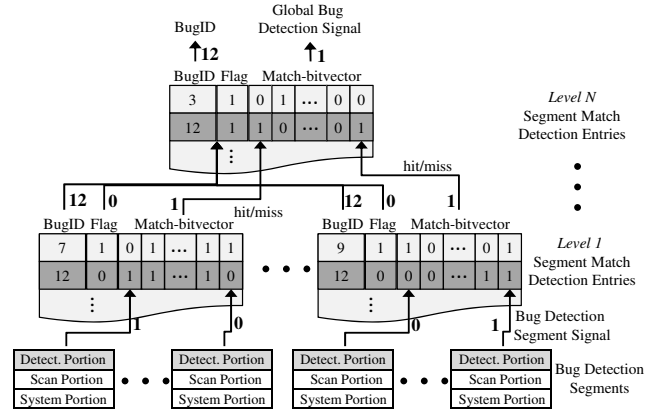 BugID
Global Bug
Detection Signal
12
1
BugID Flag Match-bitvector
3 1 0 1 ... 0 0
12 1 1 0 ... 0 1
⋮
Level N
Segment Match
Detection Entries
hit/miss
12 0 1 hit/miss 12 0 1
BugID Flag Match-bitvector
7 1 0 1 ... 1 1
12 0 1 1 ... 1 0
⋮
BugID Flag Match-bitvector
9 1 1 0 ... 0 1
12 0 0 0 ... 1 1
⋮
Level 1
Segment Match
Detection Entries
1 0 0 1
Bug Detection
Segment Signal
Detect. Portion Detect. Portion Detect. Portion Detect. Portion
Scan Portion Scan Portion Scan Portion Scan Portion
System Portion System Portion System Portion System Portion
Bug Detection
Segments